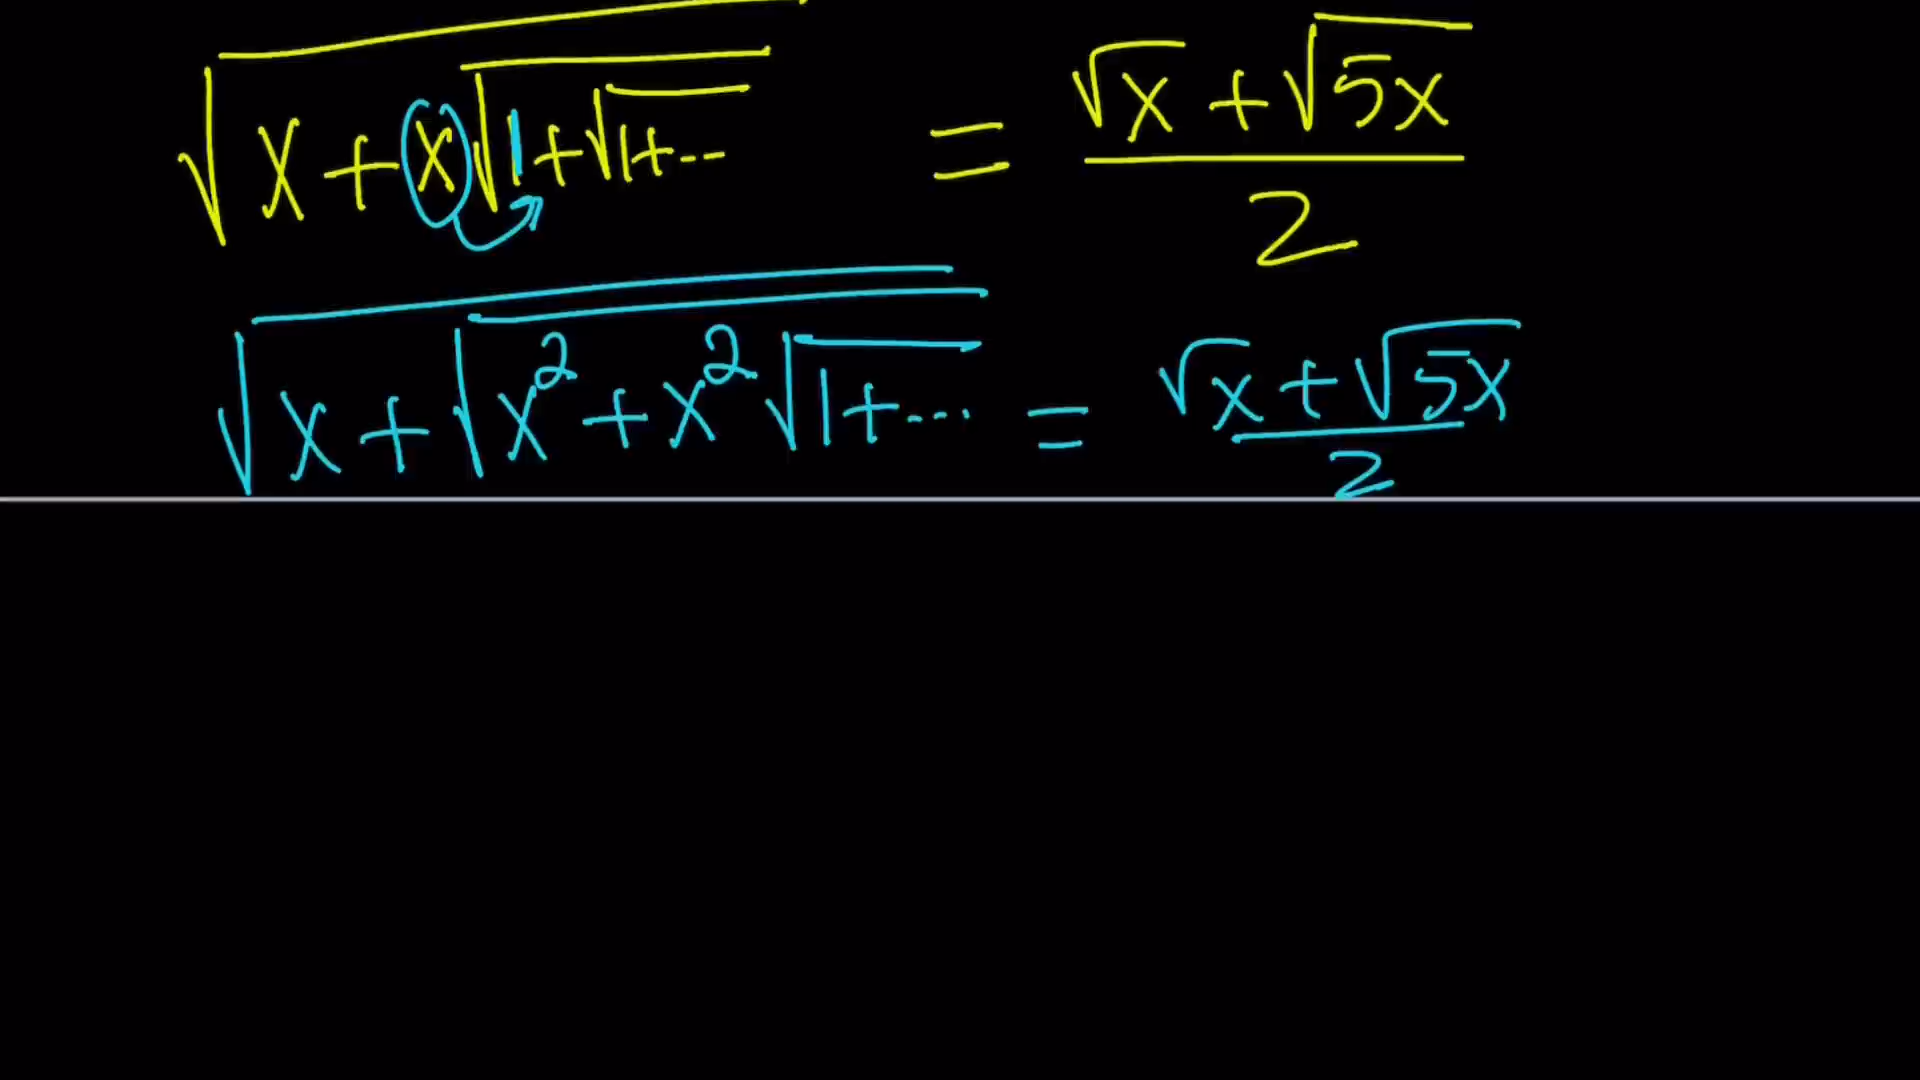 √(x + x√(1 + √(1 + ... = (√x + √5x)/2
√(x + √(x² + x²√(1 + ... = (√x + √5x)/2